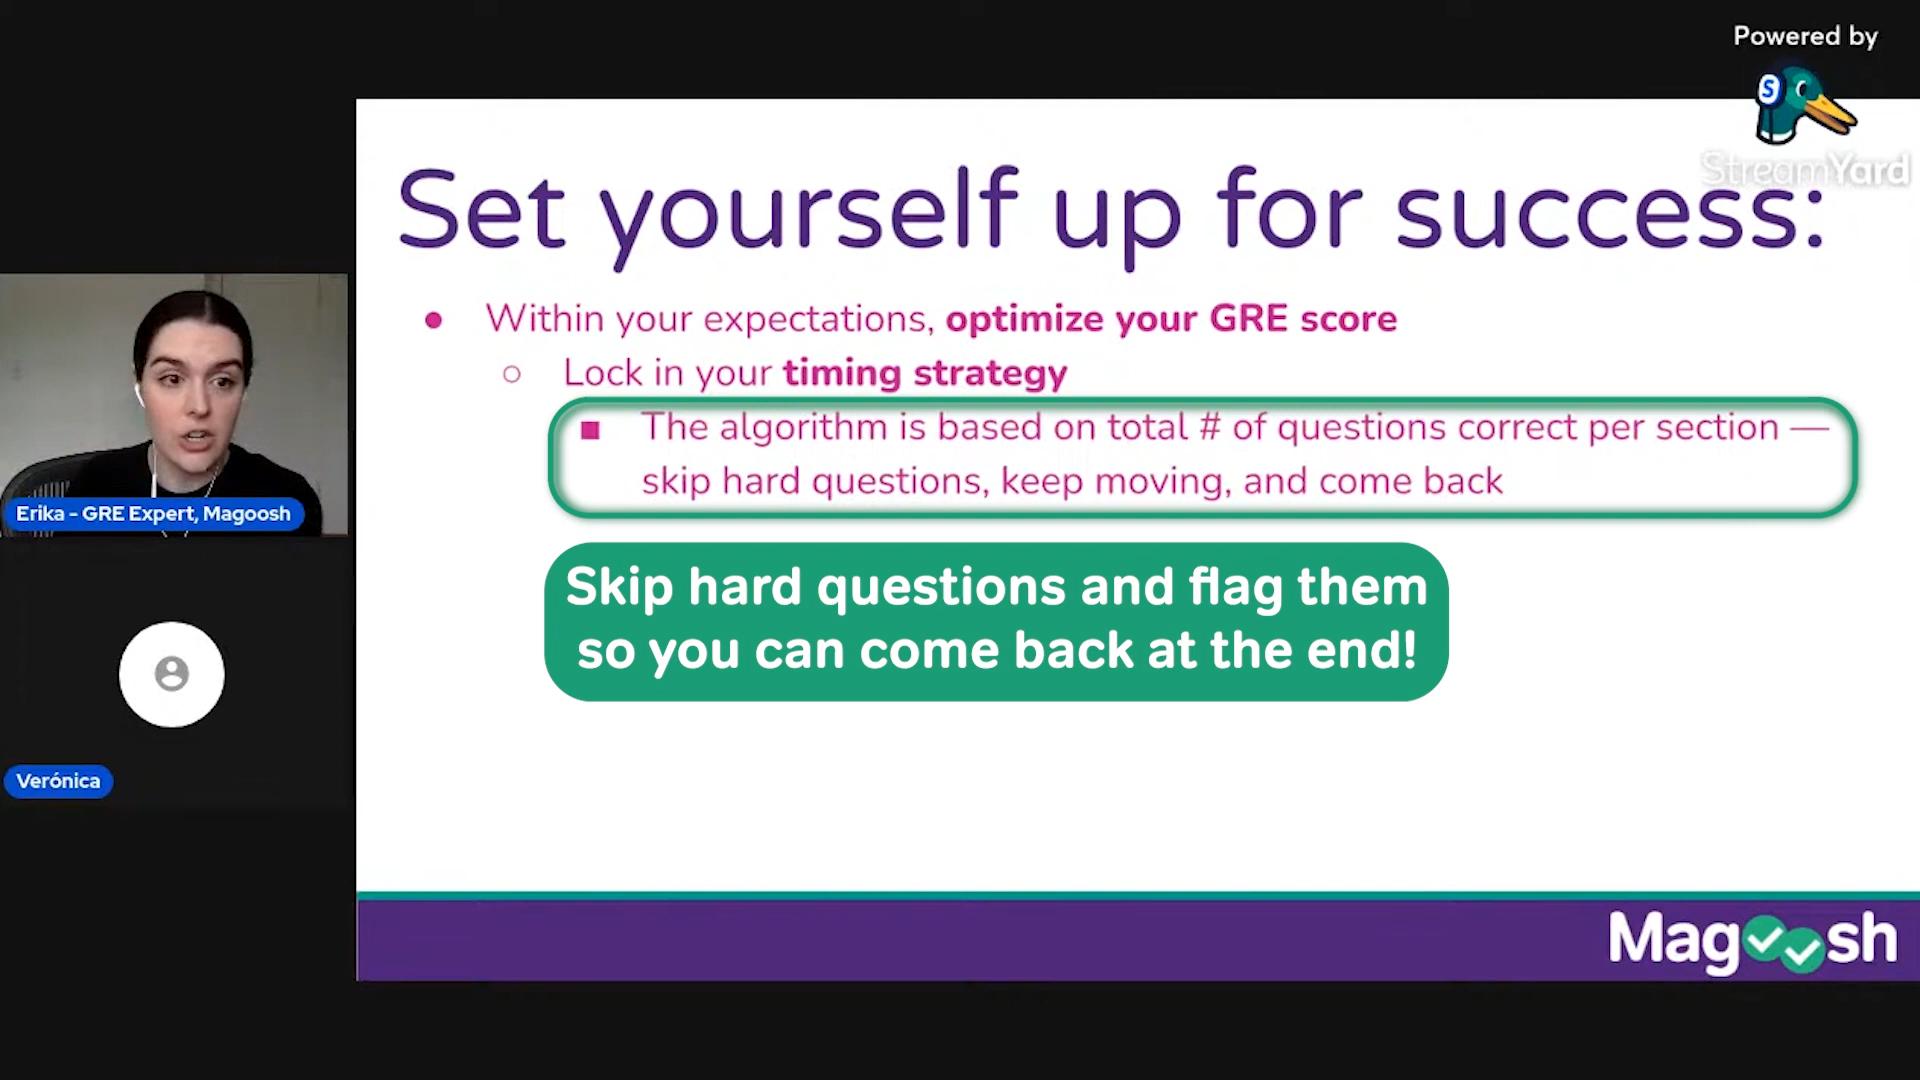 Powered by
S
StreamYard
Set yourself up for success:
● Within your expectations, optimize your GRE score
○ Lock in your timing strategy
■ The algorithm is based on total # of questions correct per section —
skip hard questions, keep moving, and come back
Erika - GRE Expert, Magoosh
Skip hard questions and flag them
so you can come back at the end!
Verónica
Magoosh